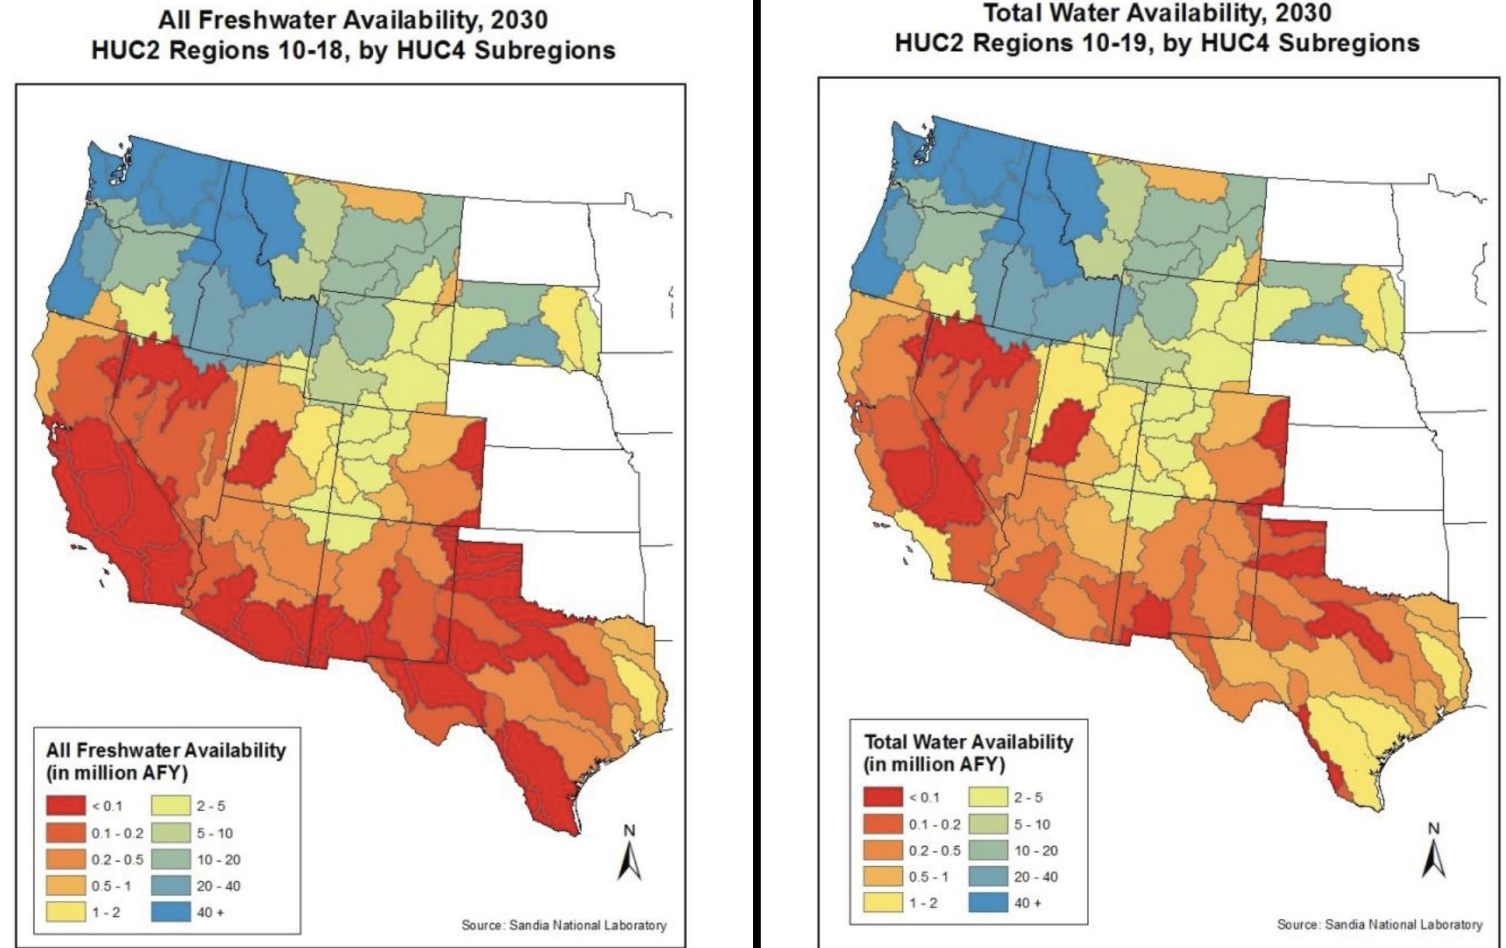 All Freshwater Availability, 2030
HUC2 Regions 10-18, by HUC4 Subregions
All Freshwater Availability
(in million AFY)
< 0.1
0.1 - 0.2
0.2 - 0.5
0.5 - 1
1 - 2
2 - 5
5 - 10
10 - 20
20 - 40
40 +
N
Source: Sandia National Laboratory
Total Water Availability, 2030
HUC2 Regions 10-19, by HUC4 Subregions
Total Water Availability
(in million AFY)
< 0.1
0.1 - 0.2
0.2 - 0.5
0.5 - 1
1 - 2
2 - 5
5 - 10
10 - 20
20 - 40
40 +
N
Source: Sandia National Laboratory